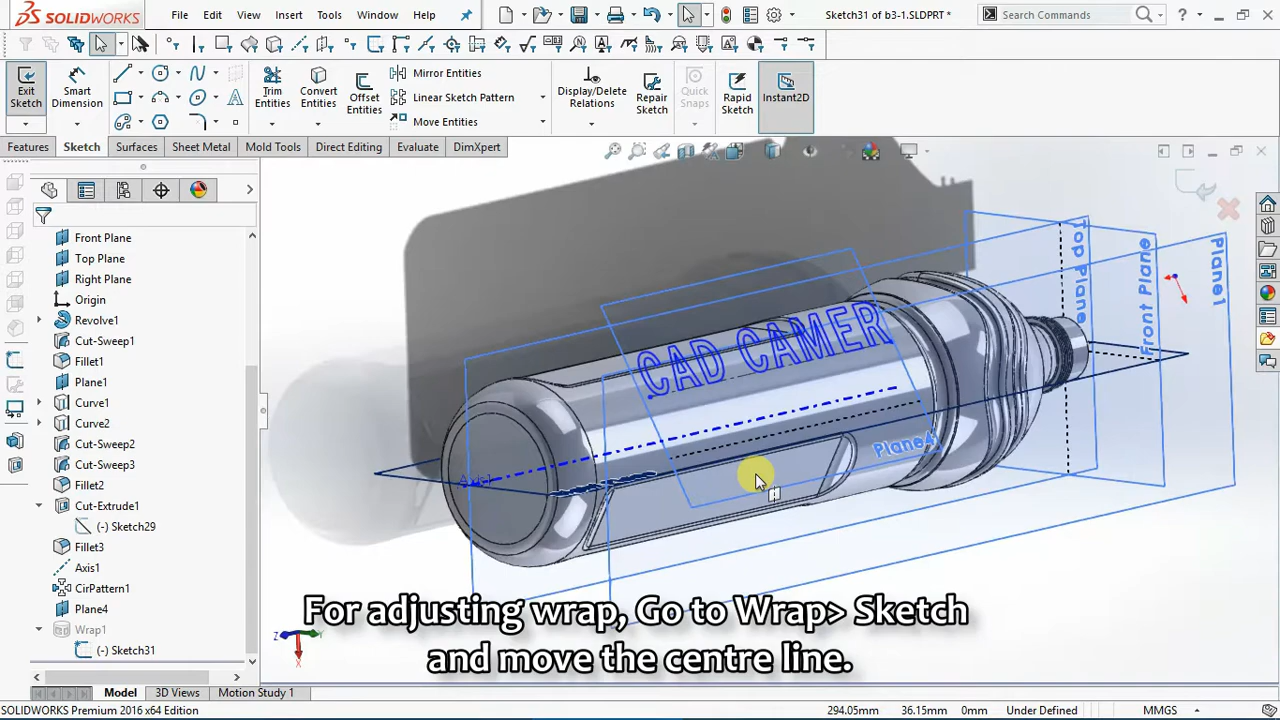 SOLIDWORKS
File
Edit
View
Insert
Tools
Window
Help
Sketch31 of b3-1.SLDPRT *
Search Commands
Exit Sketch
Smart Dimension
Trim Entities
Convert Entities
Offset Entities
Mirror Entities
Linear Sketch Pattern
Move Entities
Display/Delete Relations
Repair Sketch
Quick Snaps
Rapid Sketch
Instant2D
Features
Sketch
Surfaces
Sheet Metal
Mold Tools
Direct Editing
Evaluate
DimXpert
Front Plane
Top Plane
Right Plane
Origin
Revolve1
Cut-Sweep1
Fillet1
Plane1
Curve1
Curve2
Cut-Sweep2
Cut-Sweep3
Fillet2
Cut-Extrude1
(-) Sketch29
Fillet3
Axis1
CirPattern1
Plane4
Wrap1
(-) Sketch31
Top Plane
Front Plane
Plane1
CAD CAMER
Plane4
Axis1
For adjusting wrap, Go to Wrap> Sketch
and move the centre line.
Z
Y
X
Model
3D Views
Motion Study 1
SOLIDWORKS Premium 2016 x64 Edition
294.05mm
36.15mm
0mm
Under Defined
MMGS